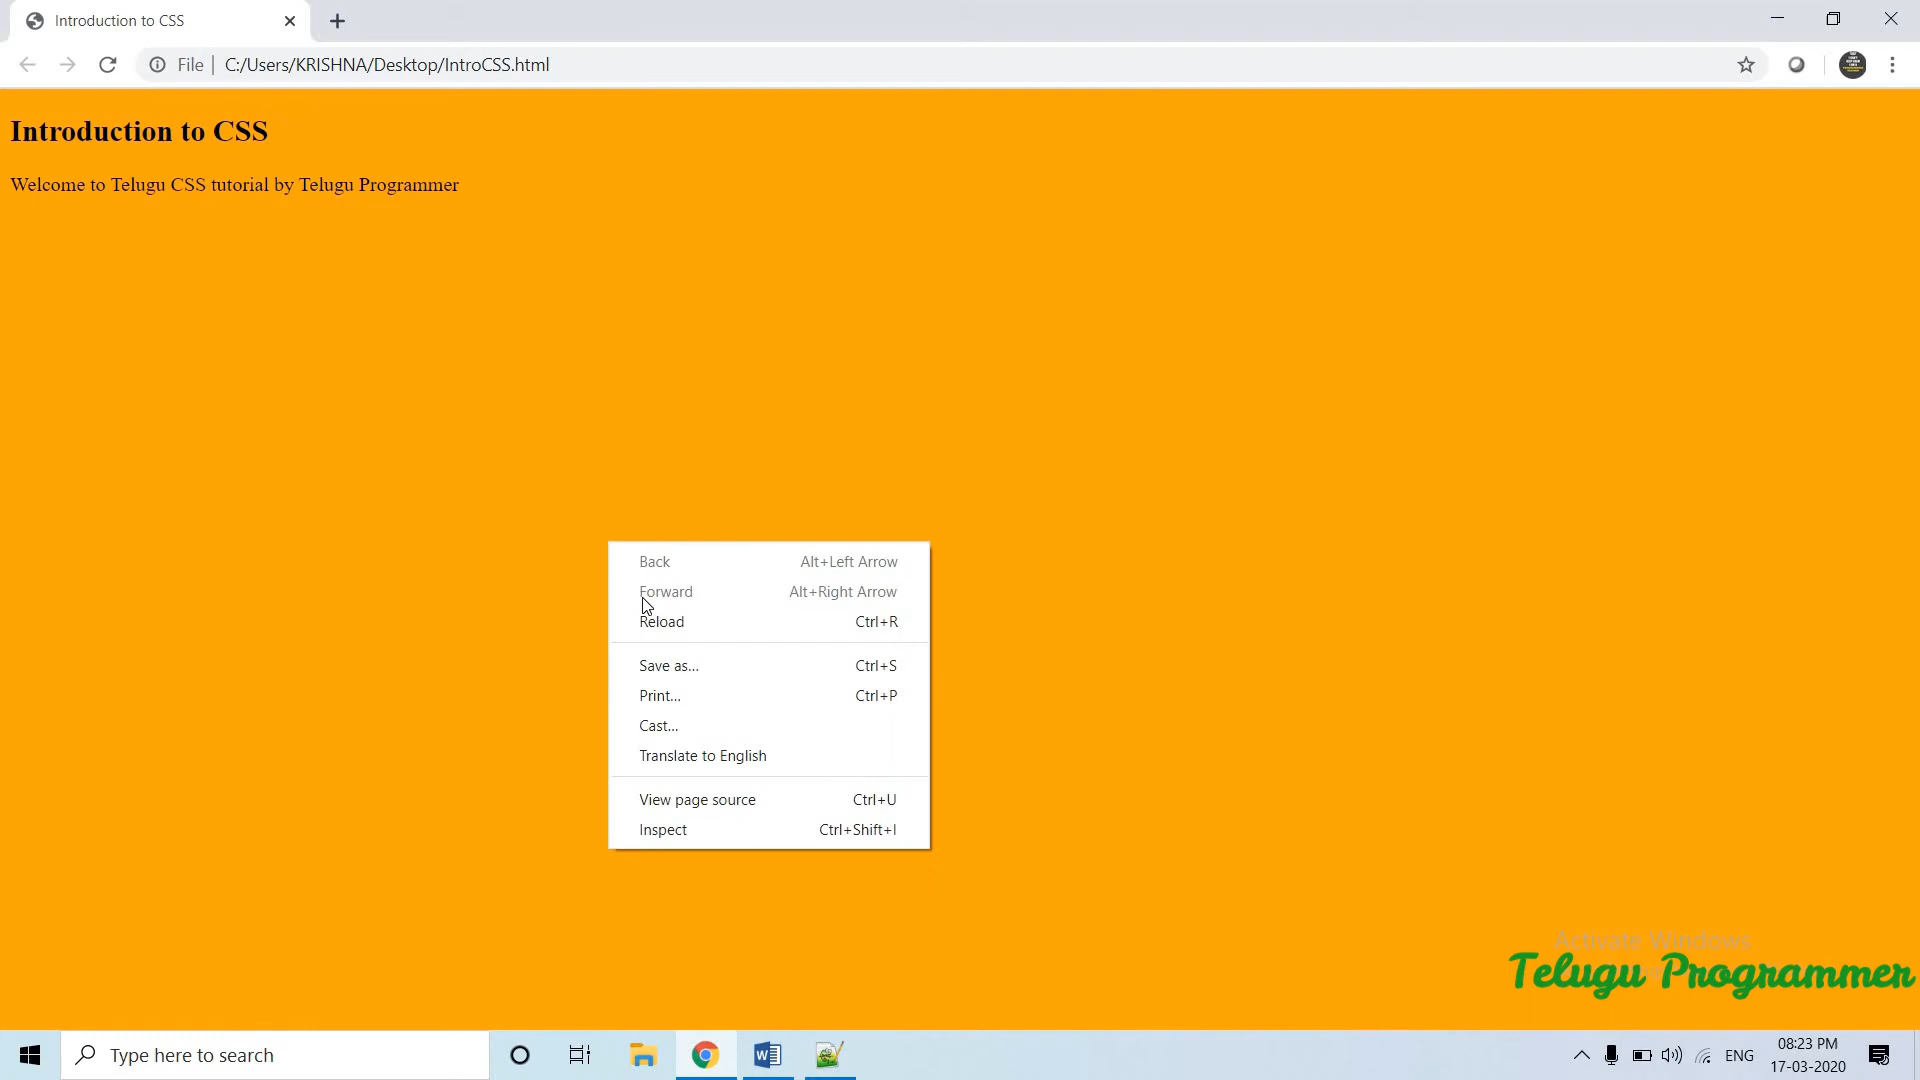 Introduction to CSS
File | C:/Users/KRISHNA/Desktop/IntroCSS.html
Introduction to CSS
Welcome to Telugu CSS tutorial by Telugu Programmer
Back Alt+Left Arrow
Forward Alt+Right Arrow
Reload Ctrl+R
Save as... Ctrl+S
Print... Ctrl+P
Cast...
Translate to English
View page source Ctrl+U
Inspect Ctrl+Shift+I
Activate Windows
Telugu Programmer
Type here to search
ENG
08:23 PM
17-03-2020